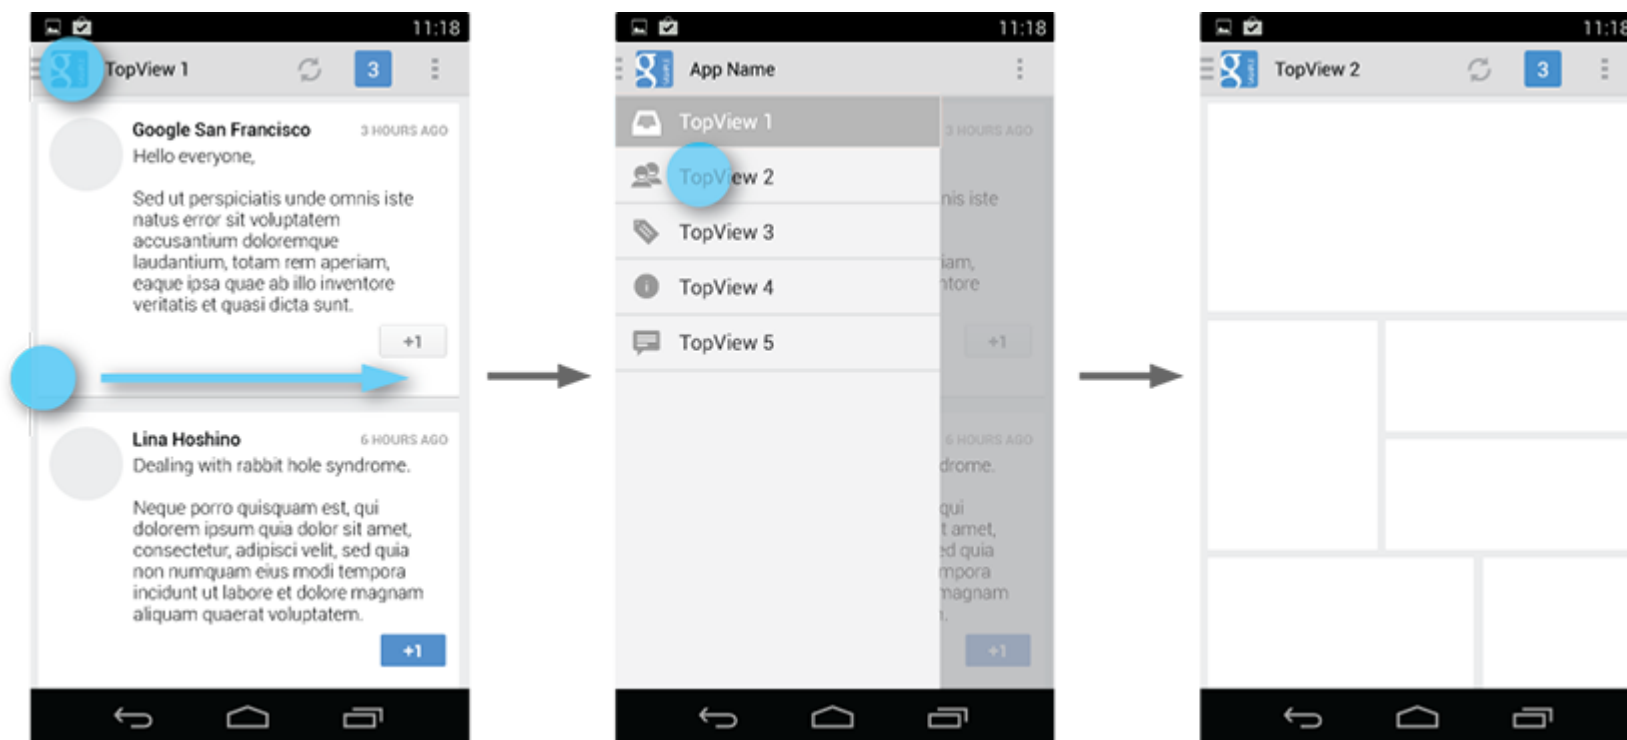 11:18
TopView 1
3
Google San Francisco
3 HOURS AGO
Hello everyone,
Sed ut perspiciatis unde omnis iste
natus error sit voluptatem
accusantium doloremque
laudantium, totam rem aperiam,
eaque ipsa quae ab illo inventore
veritatis et quasi dicta sunt.
+1
Lina Hoshino
6 HOURS AGO
Dealing with rabbit hole syndrome.
Neque porro quisquam est, qui
dolorem ipsum quia dolor sit amet,
consectetur, adipisci velit, sed quia
non numquam eius modi tempora
incidunt ut labore et dolore magnam
aliquam quaerat voluptatem.
+1
11:18
App Name
TopView 1
TopView 2
TopView 3
TopView 4
TopView 5
3 HOURS AGO
nis iste
iam,
ntore
+1
6 HOURS AGO
drome.
qui
t amet,
ed quia
mpora
magnam
+1
11:18
TopView 2
3